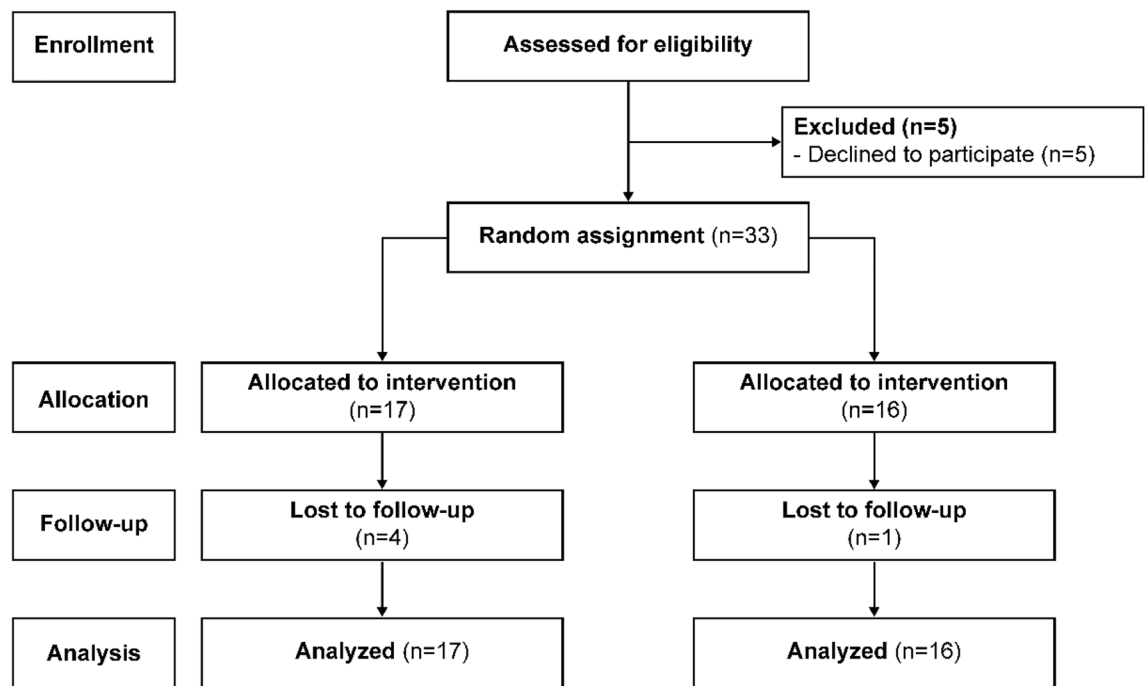 Enrollment
Assessed for eligibility
Excluded (n=5)
- Declined to participate (n=5)
Random assignment (n=33)
Allocation
Allocated to intervention
(n=17)
Allocated to intervention
(n=16)
Follow-up
Lost to follow-up
(n=4)
Lost to follow-up
(n=1)
Analysis
Analyzed (n=17)
Analyzed (n=16)